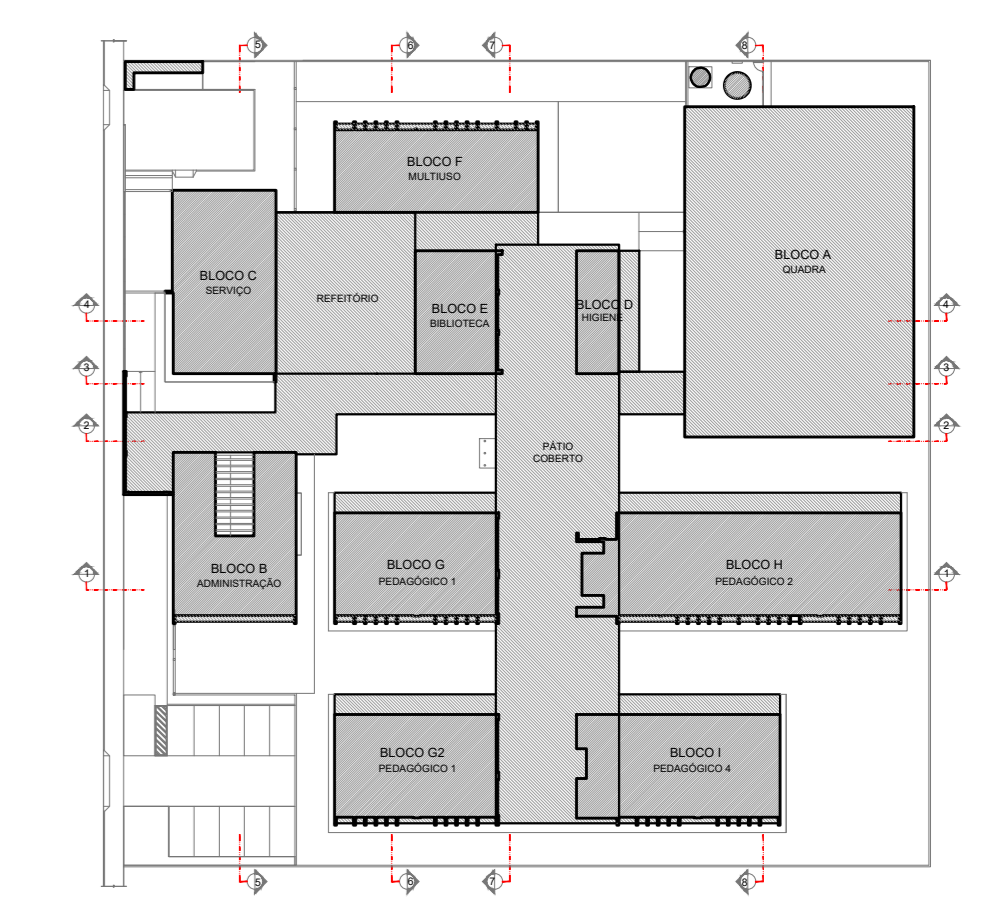 5
6
7
8
BLOCO F
MULTIUSO
BLOCO A
QUADRA
BLOCO C
SERVIÇO
REFEITÓRIO
BLOCO E
BIBLIOTECA
BLOCO D
HIGIENE
4
4
3
3
2
2
PÁTIO
COBERTO
BLOCO B
ADMINISTRAÇÃO
BLOCO G
PEDAGÓGICO 1
BLOCO H
PEDAGÓGICO 2
1
1
BLOCO G2
PEDAGÓGICO 1
BLOCO I
PEDAGÓGICO 4
5
6
7
8